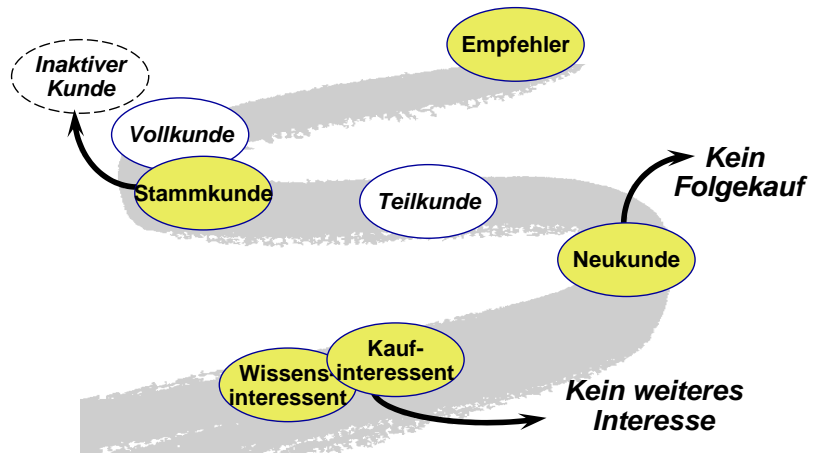 Empfehler
Inaktiver
Kunde
Vollkunde
Kein
Folgekauf
Stammkunde
Teilkunde
Neukunde
Kauf-
interessent
Wissens-
interessent
Kein weiteres
Interesse